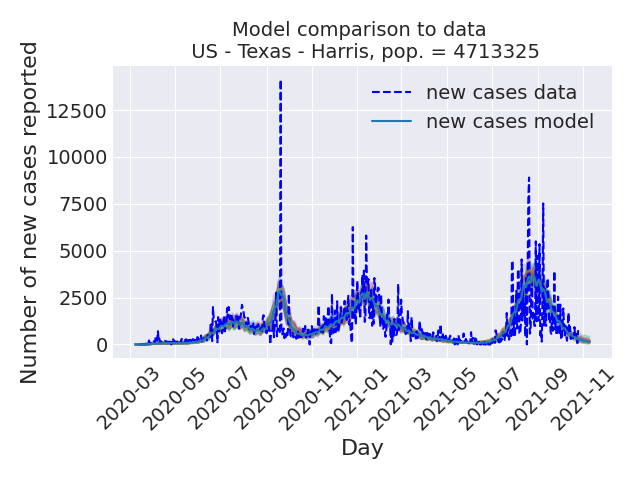 Model comparison to data
US - Texas - Harris, pop. = 4713325
new cases data
new cases model
Number of new cases reported
12500
10000
7500
5000
2500
0
2020-03
2020-05
2020-07
2020-09
2020-11
2021-01
2021-03
2021-05
2021-07
2021-09
2021-11
Day